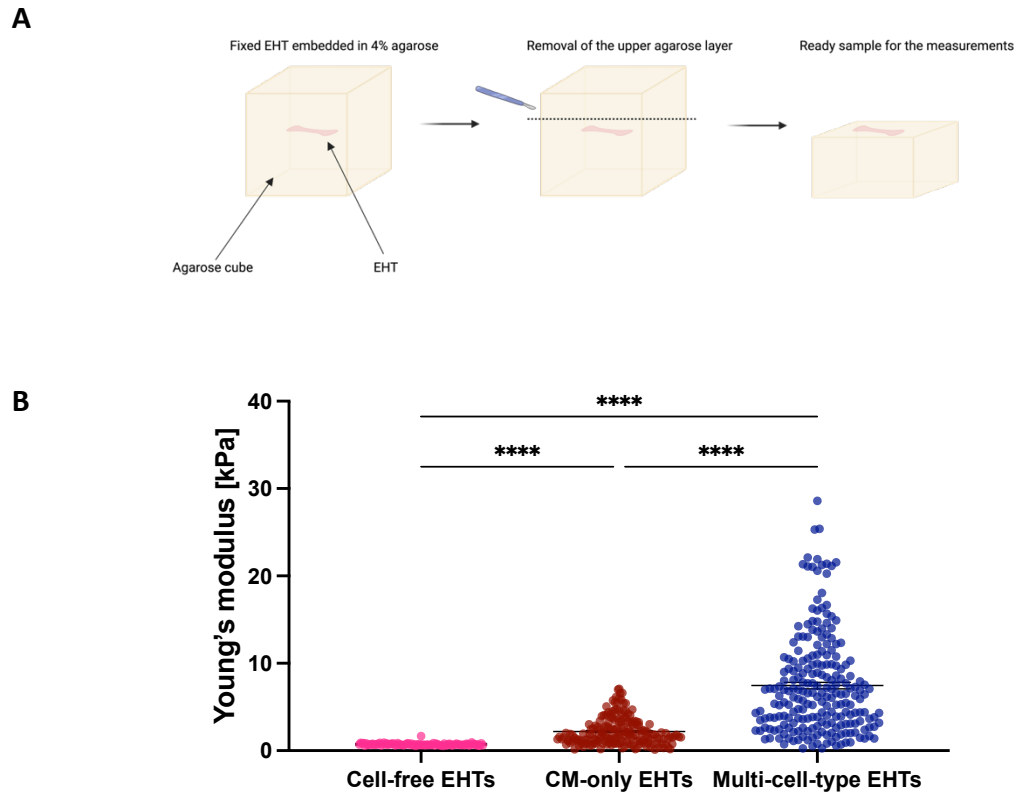 A
Fixed EHT embedded in 4% agarose
Removal of the upper agarose layer
Ready sample for the measurements
Agarose cube
EHT
B
Young's modulus [kPa]
40
30
20
10
0
****
****
****
Cell-free EHTs
CM-only EHTs
Multi-cell-type EHTs